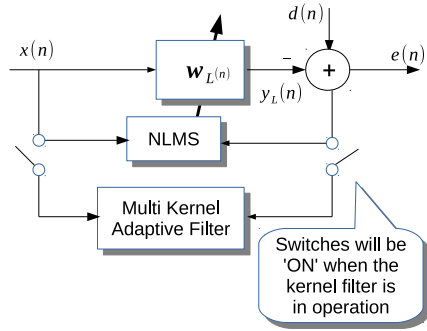 d(n)
x(n)
w_L(n)
−
+
e(n)
y_L(n)
NLMS
Multi Kernel
Adaptive Filter
Switches will be
'ON' when the
kernel filter is
in operation